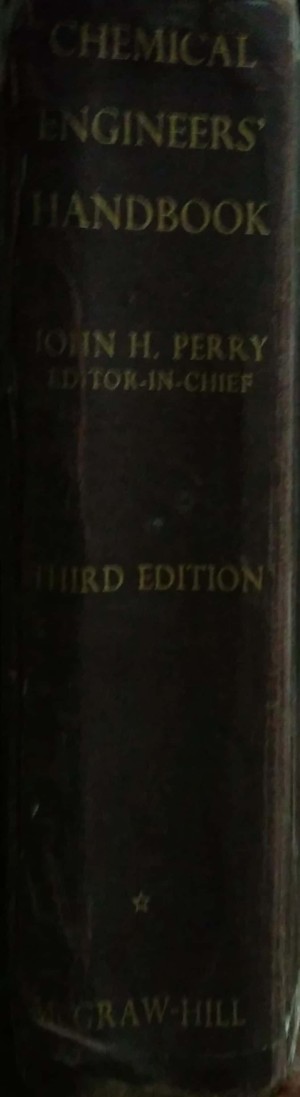 CHEMICAL
ENGINEERS'
HANDBOOK
JOHN H. PERRY
EDITOR-IN-CHIEF
THIRD EDITION
McGRAW-HILL